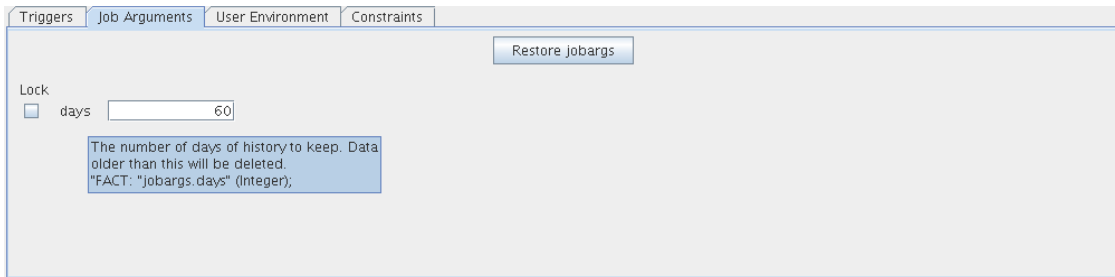 Triggers Job Arguments User Environment Constraints
Restore jobargs
Lock
days 60
The number of days of history to keep. Data
older than this will be deleted.
"FACT: "jobargs.days" (Integer);